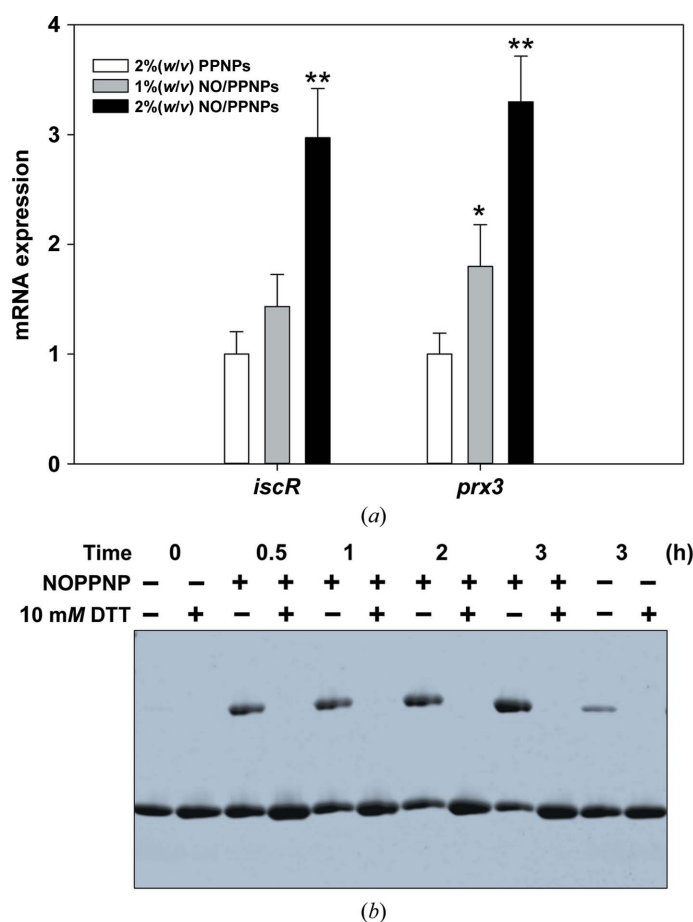 4
3
2
1
0
mRNA expression
2%(w/v) PPNPs
1%(w/v) NO/PPNPs
2%(w/v) NO/PPNPs
**
*
**
iscR prx3
(a)
Time 0 0.5 1 2 3 3 (h)
NOPPNP − − + + + + + + + + − −
10 mM DTT − + − + − + − + − + − +
(b)